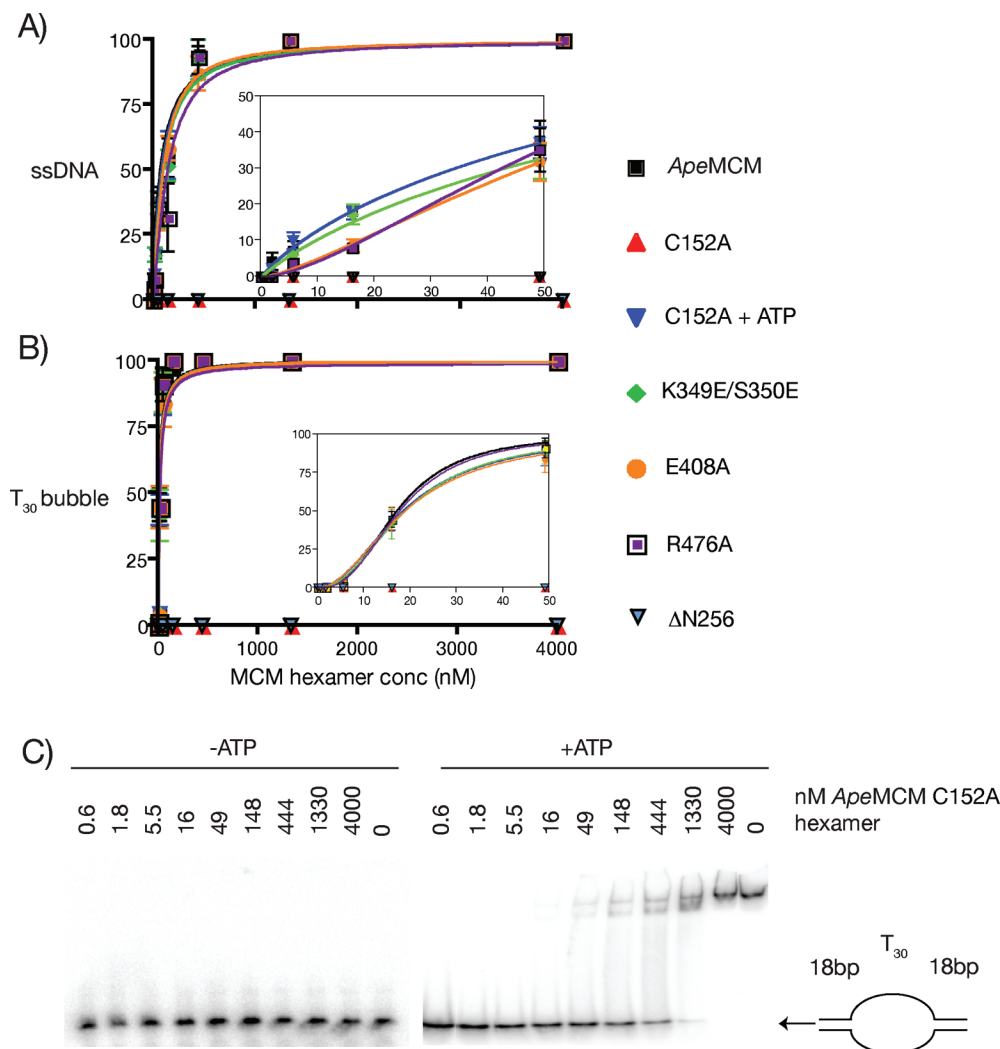 A)
100
75
50
25
0
ssDNA
50
40
30
20
10
0
0 10 20 30 40 50
ApeMCM
C152A
C152A + ATP
K349E/S350E
E408A
R476A
ΔN256
B)
100
75
50
25
0
T30 bubble
100
75
50
25
0
0 10 20 30 40 50
0 1000 2000 3000 4000
MCM hexamer conc (nM)
C)
-ATP
+ATP
0.6 1.8 5.5 16 49 148 444 1330 4000 0
0.6 1.8 5.5 16 49 148 444 1330 4000 0
nM ApeMCM C152A
hexamer
T30
18bp 18bp